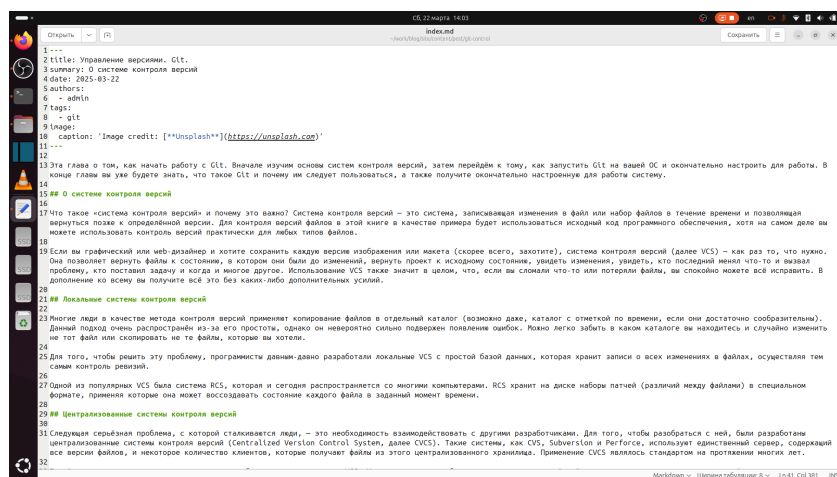 Сб, 22 марта 14:03
en
Открыть
index.md
~/work/blog/site/content/post/git-control
Сохранить
1 ---
2 title: Управление версиями. Git.
3 summary: О системе контроля версий
4 date: 2025-03-22
5 authors:
6   - admin
7 tags:
8   - git
9 image:
10   caption: 'Image credit: [**Unsplash**](https://unsplash.com)'
11 ---
12
13 Эта глава о том, как начать работу с Git. Вначале изучим основы систем контроля версий, затем перейдём к тому, как запустить Git на вашей ОС и окончательно настроить для работы. В
конце главы вы уже будете знать, что такое Git и почему им следует пользоваться, а также получите окончательно настроенную для работы систему.
14
15 ## О системе контроля версий
16
17 Что такое «система контроля версий» и почему это важно? Система контроля версий — это система, записывающая изменения в файл или набор файлов в течение времени и позволяющая
вернуться позже к определённой версии. Для контроля версий файлов в этой книге в качестве примера будет использоваться исходный код программного обеспечения, хотя на самом деле вы
можете использовать контроль версий практически для любых типов файлов.
18
19 Если вы графический или web-дизайнер и хотите сохранить каждую версию изображения или макета (скорее всего, захотите), система контроля версий (далее VCS) — как раз то, что нужно.
Она позволяет вернуть файлы к состоянию, в котором они были до изменений, вернуть проект к исходному состоянию, увидеть изменения, увидеть, кто последний менял что-то и вызвал
проблему, кто поставил задачу и когда и многое другое. Использование VCS также значит в целом, что, если вы сломали что-то или потеряли файлы, вы спокойно можете всё исправить. В
дополнение ко всему вы получите всё это без каких-либо дополнительных усилий.
20
21 ## Локальные системы контроля версий
22
23 Многие люди в качестве метода контроля версий применяют копирование файлов в отдельный каталог (возможно даже, каталог с отметкой по времени, если они достаточно сообразительны).
Данный подход очень распространён из-за его простоты, однако он невероятно сильно подвержен появлению ошибок. Можно легко забыть в каком каталоге вы находитесь и случайно изменить
не тот файл или скопировать не те файлы, которые вы хотели.
24
25 Для того, чтобы решить эту проблему, программисты давным-давно разработали локальные VCS с простой базой данных, которая хранит записи о всех изменениях в файлах, осуществляя тем
самым контроль ревизий.
26
27 Одной из популярных VCS была система RCS, которая и сегодня распространяется со многими компьютерами. RCS хранит на диске наборы патчей (различий между файлами) в специальном
формате, применяя которые она может воссоздавать состояние каждого файла в заданный момент времени.
28
29 ## Централизованные системы контроля версий
30
31 Следующая серьёзная проблема, с которой сталкиваются люди, — это необходимость взаимодействовать с другими разработчиками. Для того, чтобы разобраться с ней, были разработаны
централизованные системы контроля версий (Centralized Version Control System, далее CVCS). Такие системы, как CVS, Subversion и Perforce, используют единственный сервер, содержащий
все версии файлов, и некоторое количество клиентов, которые получают файлы из этого централизованного хранилища. Применение CVCS являлось стандартом на протяжении многих лет.
32
Markdown
Ширина табуляции: 8
Ln 41, Col 381
INS